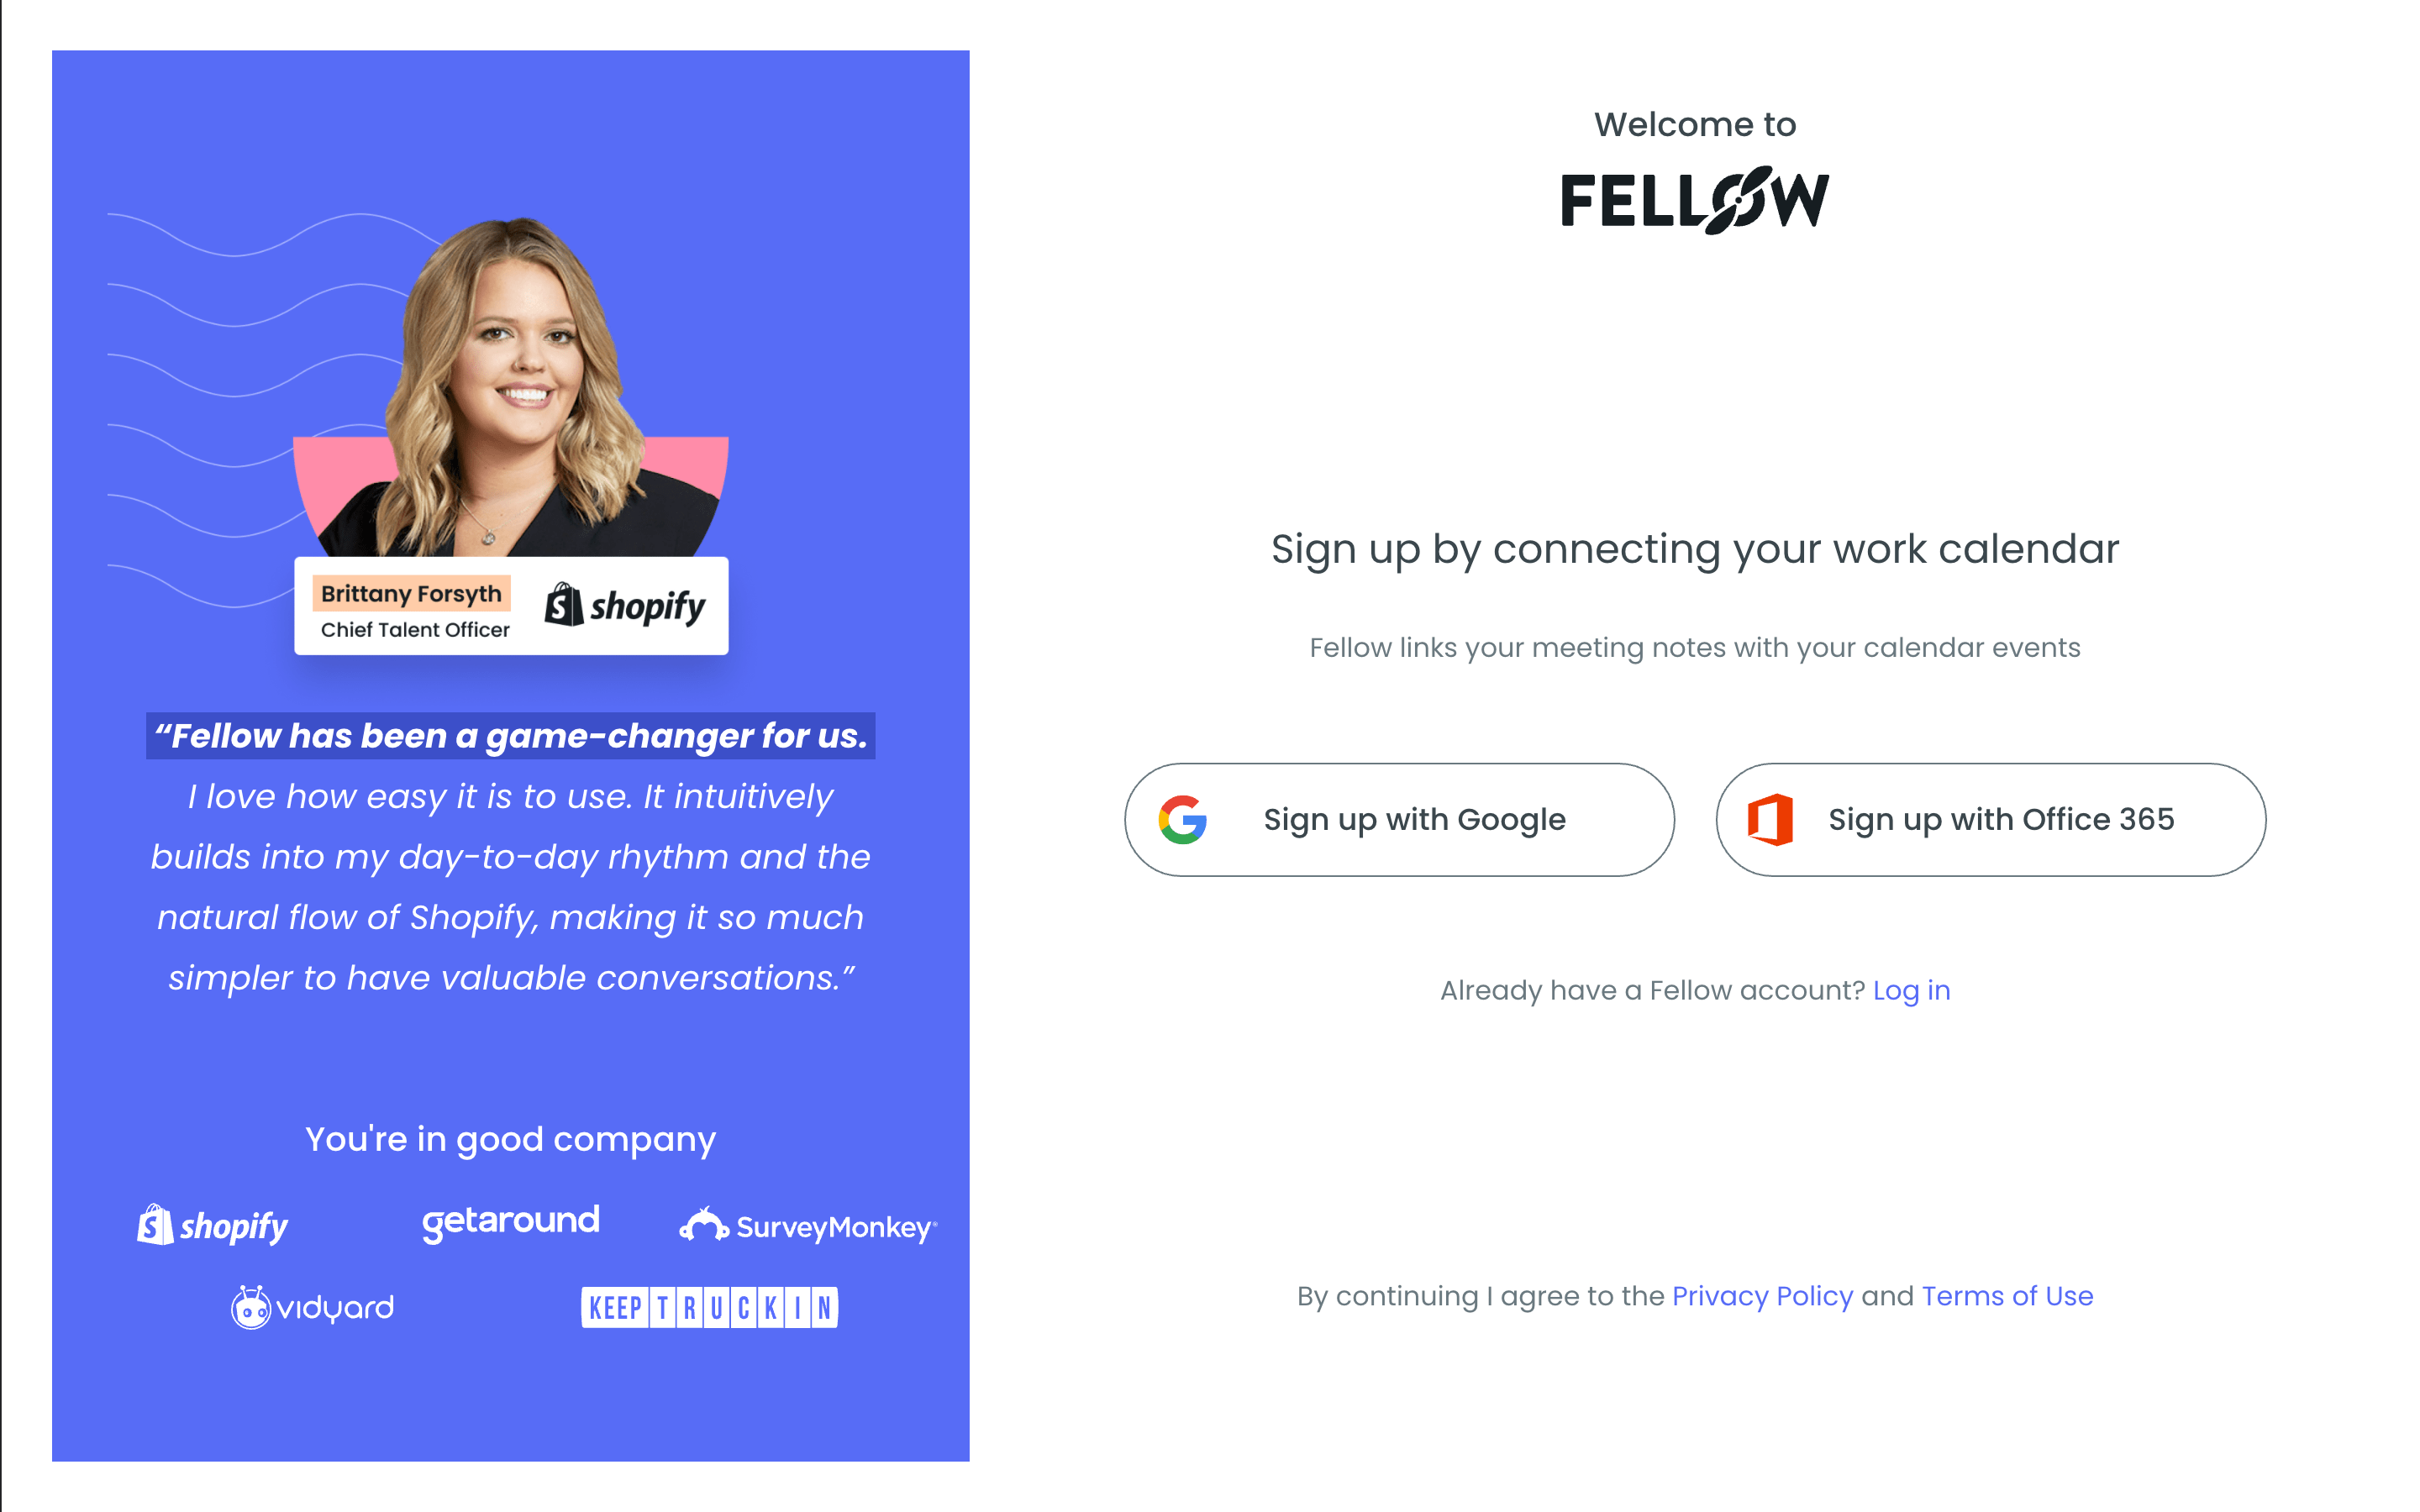 Brittany Forsyth
Chief Talent Officer
shopify
“Fellow has been a game-changer for us.
I love how easy it is to use. It intuitively
builds into my day-to-day rhythm and the
natural flow of Shopify, making it so much
simpler to have valuable conversations.”
You're in good company
shopify
getaround
SurveyMonkey®
vidyard
KEEPTRUCKIN
Welcome to
FELLOW
Sign up by connecting your work calendar
Fellow links your meeting notes with your calendar events
Sign up with Google
Sign up with Office 365
Already have a Fellow account? Log in
By continuing I agree to the Privacy Policy and Terms of Use